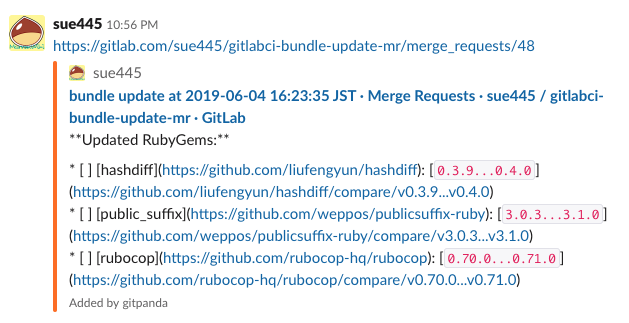 sue445 10:56 PM
https://gitlab.com/sue445/gitlabci-bundle-update-mr/merge_requests/48
sue445
bundle update at 2019-06-04 16:23:35 JST · Merge Requests · sue445 / gitlabci-
bundle-update-mr · GitLab
**Updated RubyGems:**
* [ ] [hashdiff](https://github.com/liufengyun/hashdiff): [0.3.9...0.4.0]
(https://github.com/liufengyun/hashdiff/compare/v0.3.9...v0.4.0)
* [ ] [public_suffix](https://github.com/weppos/publicsuffix-ruby): [3.0.3...3.1.0]
(https://github.com/weppos/publicsuffix-ruby/compare/v3.0.3...v3.1.0)
* [ ] [rubocop](https://github.com/rubocop-hq/rubocop): [0.70.0...0.71.0]
(https://github.com/rubocop-hq/rubocop/compare/v0.70.0...v0.71.0)
Added by gitpanda